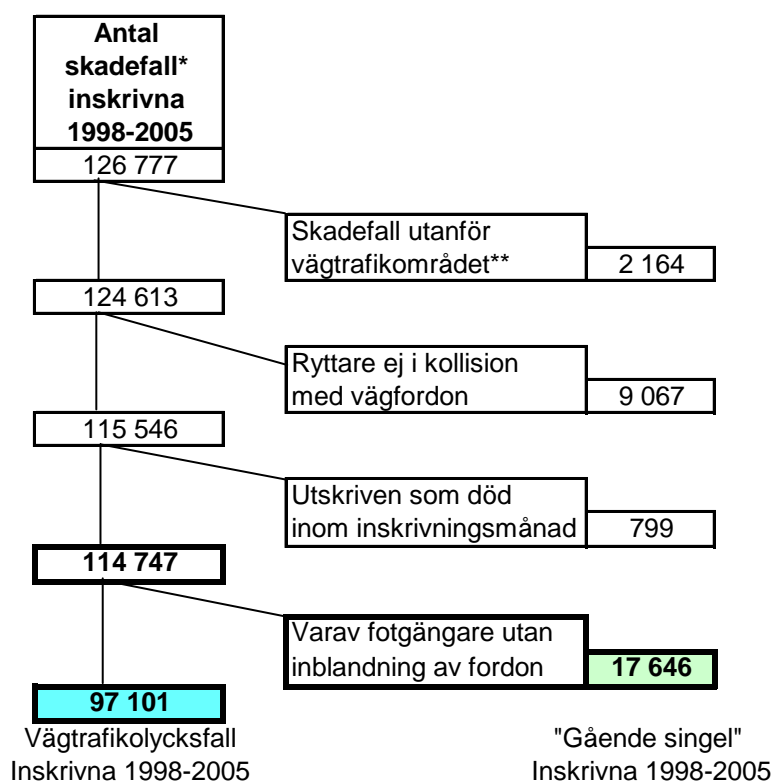 Antal
skadefall*
inskrivna
1998-2005
126 777
Skadefall utanför
vägtrafikområdet**
2 164
124 613
Ryttare ej i kollision
med vägfordon
9 067
115 546
Utskriven som död
inom inskrivningsmånad
799
114 747
Varav fotgängare utan
inblandning av fordon
17 646
97 101
Vägtrafikolycksfall
Inskrivna 1998-2005
"Gående singel"
Inskrivna 1998-2005